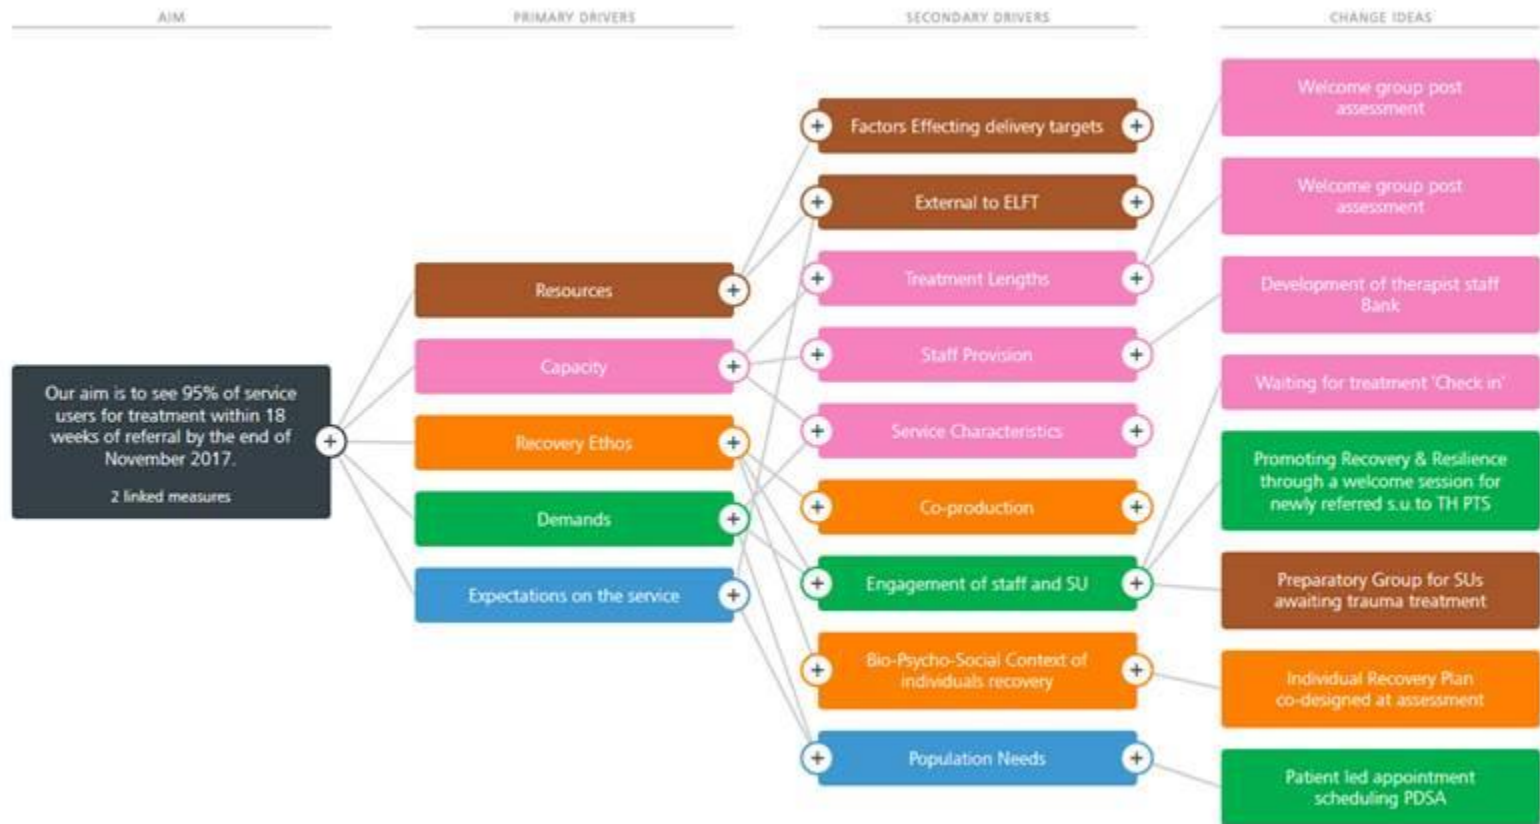 AIM
PRIMARY DRIVERS
SECONDARY DRIVERS
CHANGE IDEAS
Our aim is to see 95% of service
users for treatment within 18
weeks of referral by the end of
November 2017.
2 linked measures
Resources
Capacity
Recovery Ethos
Demands
Expectations on the service
Factors Effecting delivery targets
External to ELFT
Treatment Lengths
Staff Provision
Service Characteristics
Co-production
Engagement of staff and SU
Bio-Psycho-Social Context of
individuals recovery
Population Needs
Welcome group post
assessment
Welcome group post
assessment
Development of therapist staff
Bank
Waiting for treatment 'Check in'
Promoting Recovery & Resilience
through a welcome session for
newly referred s.u. to TH PTS
Preparatory Group for SUs
awaiting trauma treatment
Individual Recovery Plan
co-designed at assessment
Patient led appointment
scheduling PDSA